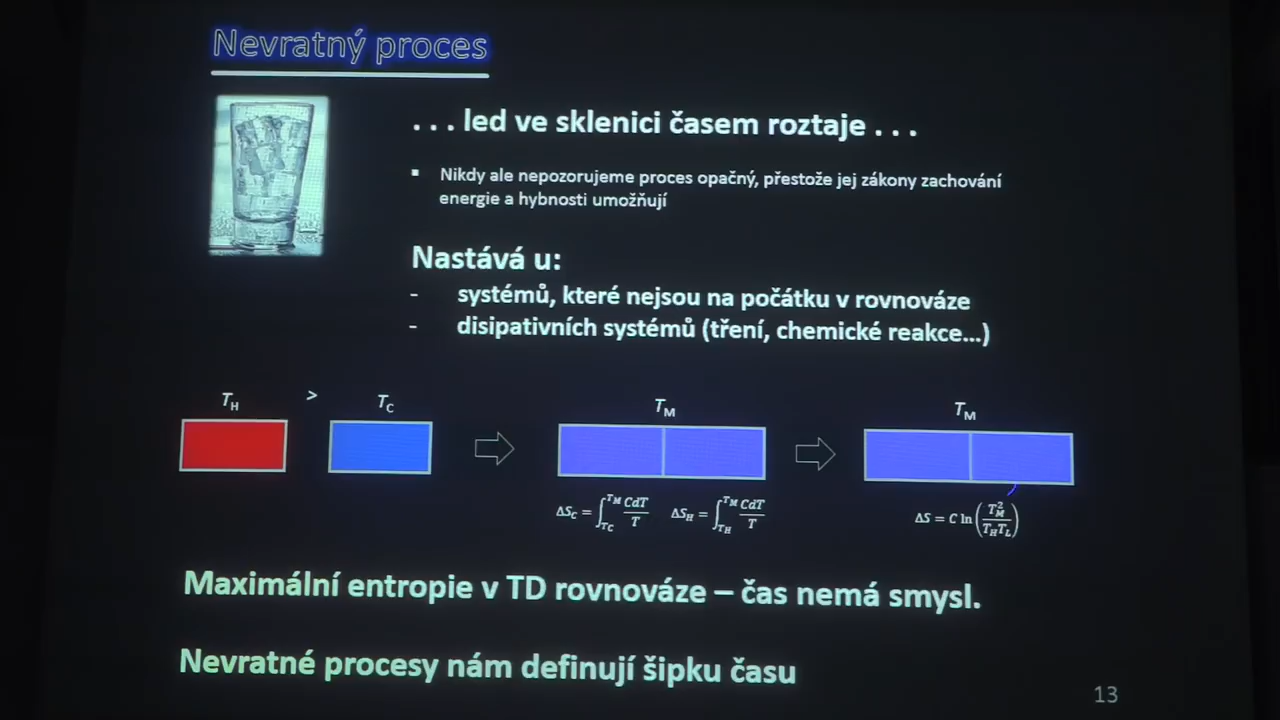 Nevratný proces
. . . led ve sklenici časem roztaje . . .
▪ Nikdy ale nepozorujeme proces opačný, přestože jej zákony zachování
energie a hybnosti umožňují
Nastává u:
- systémů, které nejsou na počátku v rovnováze
- disipativních systémů (tření, chemické reakce...)
T_H > T_C
T_M
T_M
ΔS_C = ∫_{T_C}^{T_M} CdT/T ΔS_H = ∫_{T_H}^{T_M} CdT/T
ΔS = C ln(T_M^2/T_H T_L)
Maximální entropie v TD rovnováze – čas nemá smysl.
Nevratné procesy nám definují šipku času
13